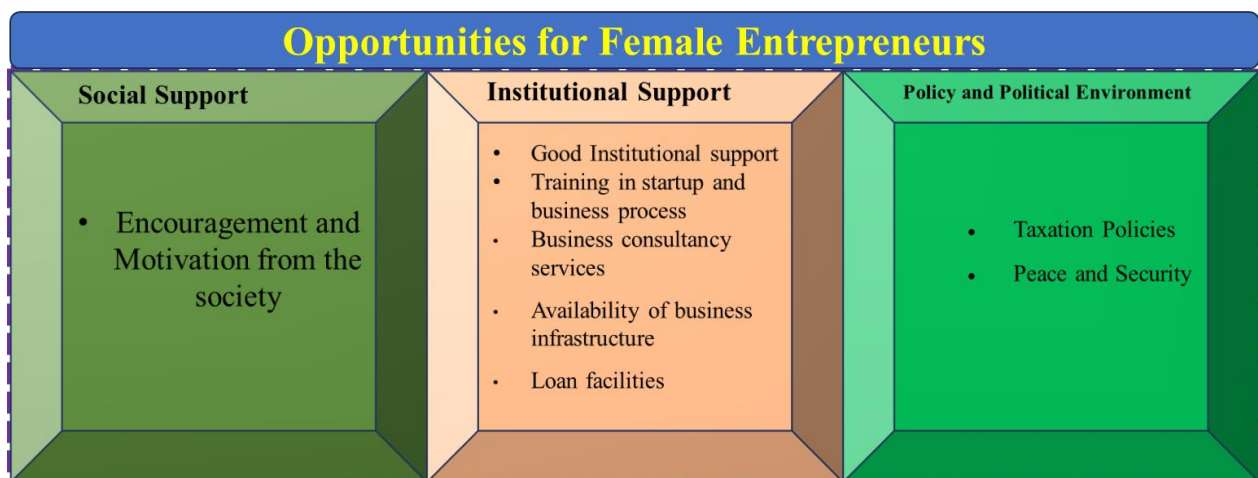 Opportunities for Female Entrepreneurs
Social Support
• Encouragement and
Motivation from the
society
Institutional Support
• Good Institutional support
• Training in startup and
business process
• Business consultancy
services
• Availability of business
infrastructure
• Loan facilities
Policy and Political Environment
• Taxation Policies
• Peace and Security